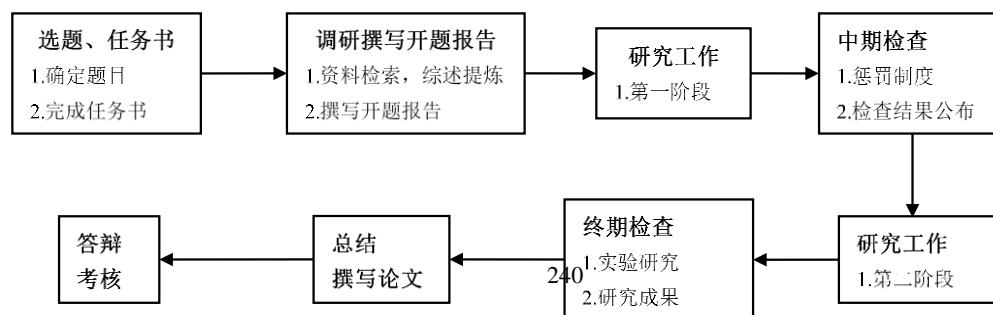 选题、任务书
1.确定题目
2.完成任务书
调研撰写开题报告
1.资料检索，综述提炼
2.撰写开题报告
研究工作
1.第一阶段
中期检查
1.惩罚制度
2.检查结果公布
研究工作
1.第二阶段
终期检查
1.实验研究
2.研究成果
240
总结
撰写论文
答辩
考核